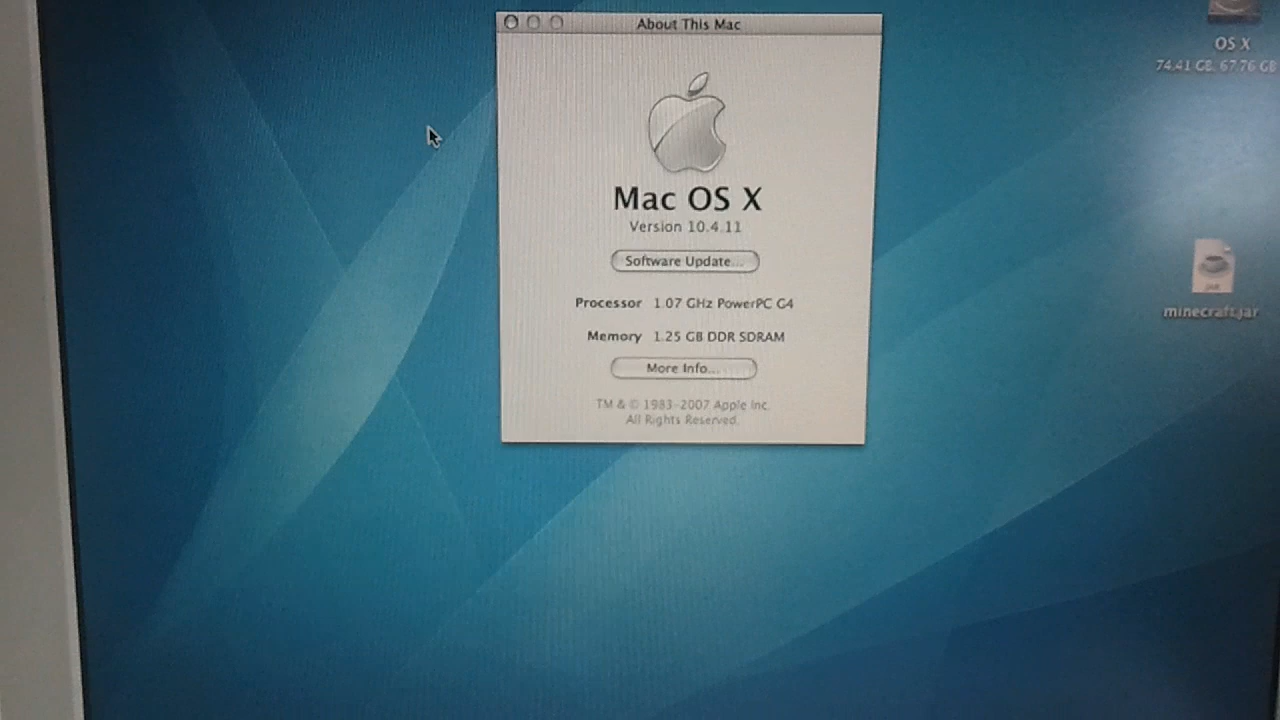 About This Mac
Mac OS X
Version 10.4.11
Software Update...
Processor 1.07 GHz PowerPC G4
Memory 1.25 GB DDR SDRAM
More Info...
TM & © 1983-2007 Apple Inc.
All Rights Reserved.
OS X
74.41 GB, 67.76 GB
JAR
minecraft.jar